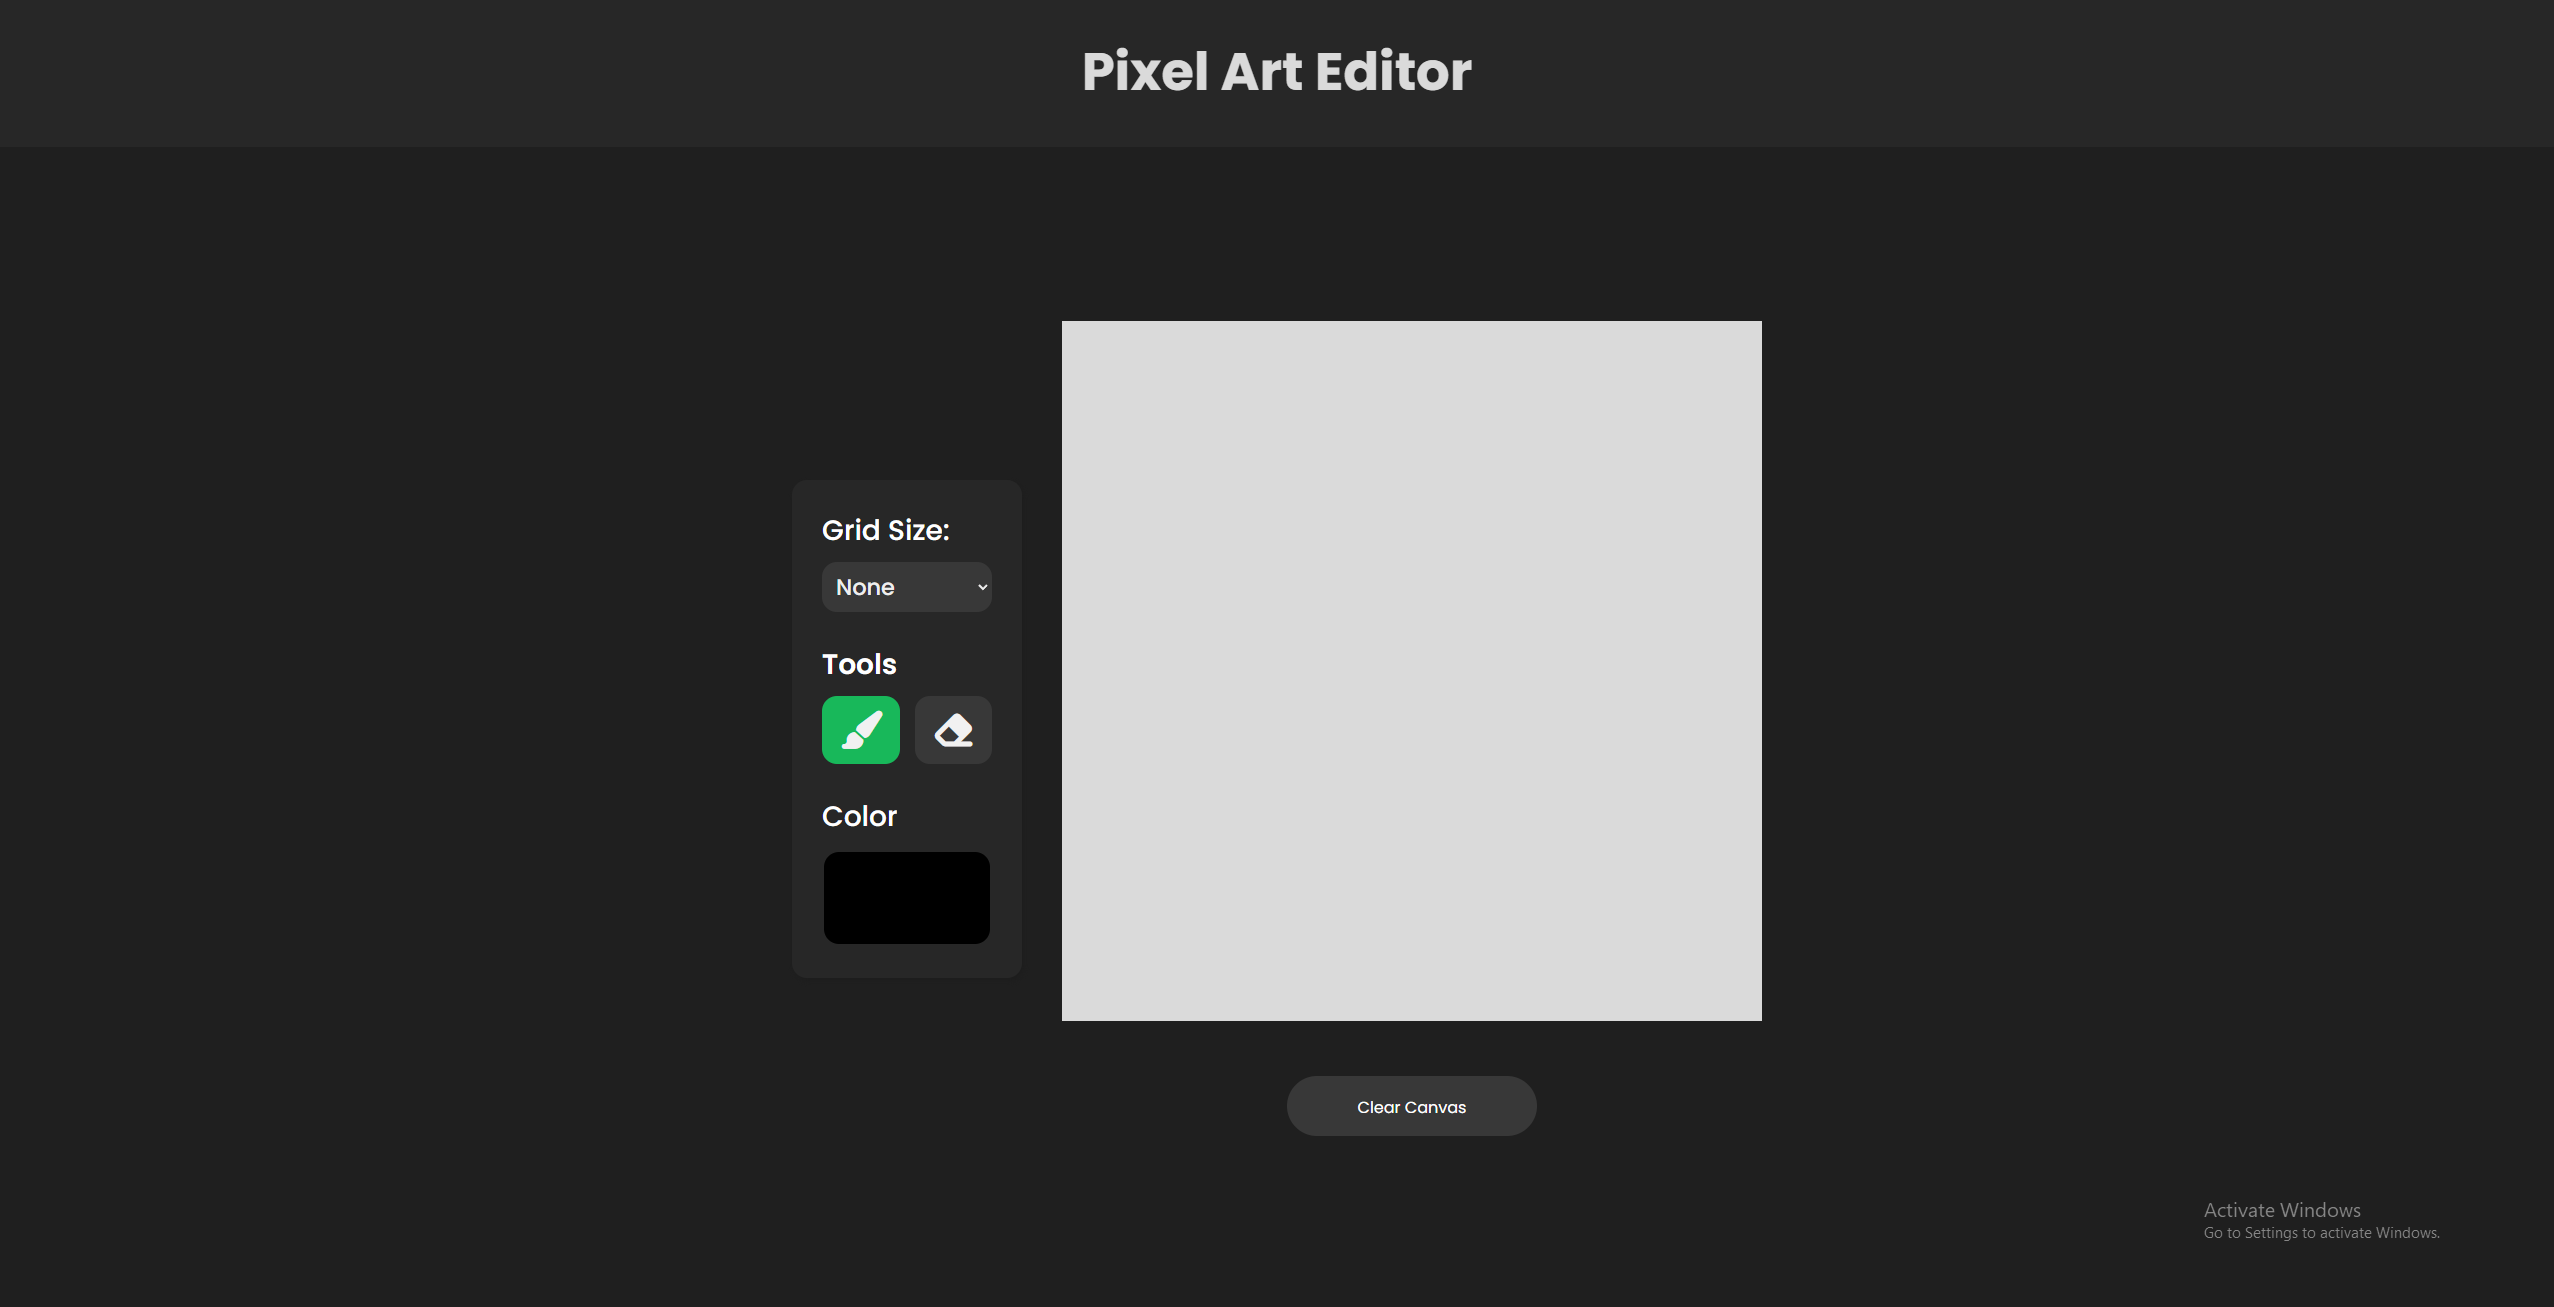 Pixel Art Editor
Grid Size:
None
Tools
Color
Clear Canvas
Activate Windows
Go to Settings to activate Windows.